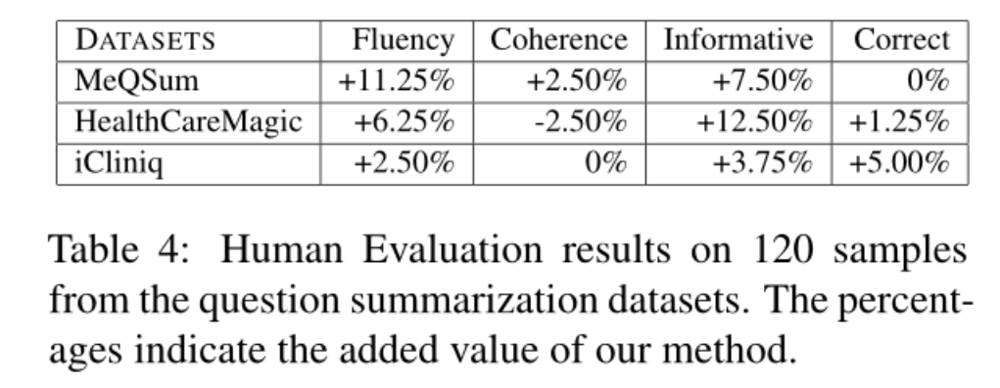 DATASETS Fluency Coherence Informative Correct
MeQSum +11.25% +2.50% +7.50% 0%
HealthCareMagic +6.25% -2.50% +12.50% +1.25%
iCliniq +2.50% 0% +3.75% +5.00%
Table 4: Human Evaluation results on 120 samples
from the question summarization datasets. The percent-
ages indicate the added value of our method.